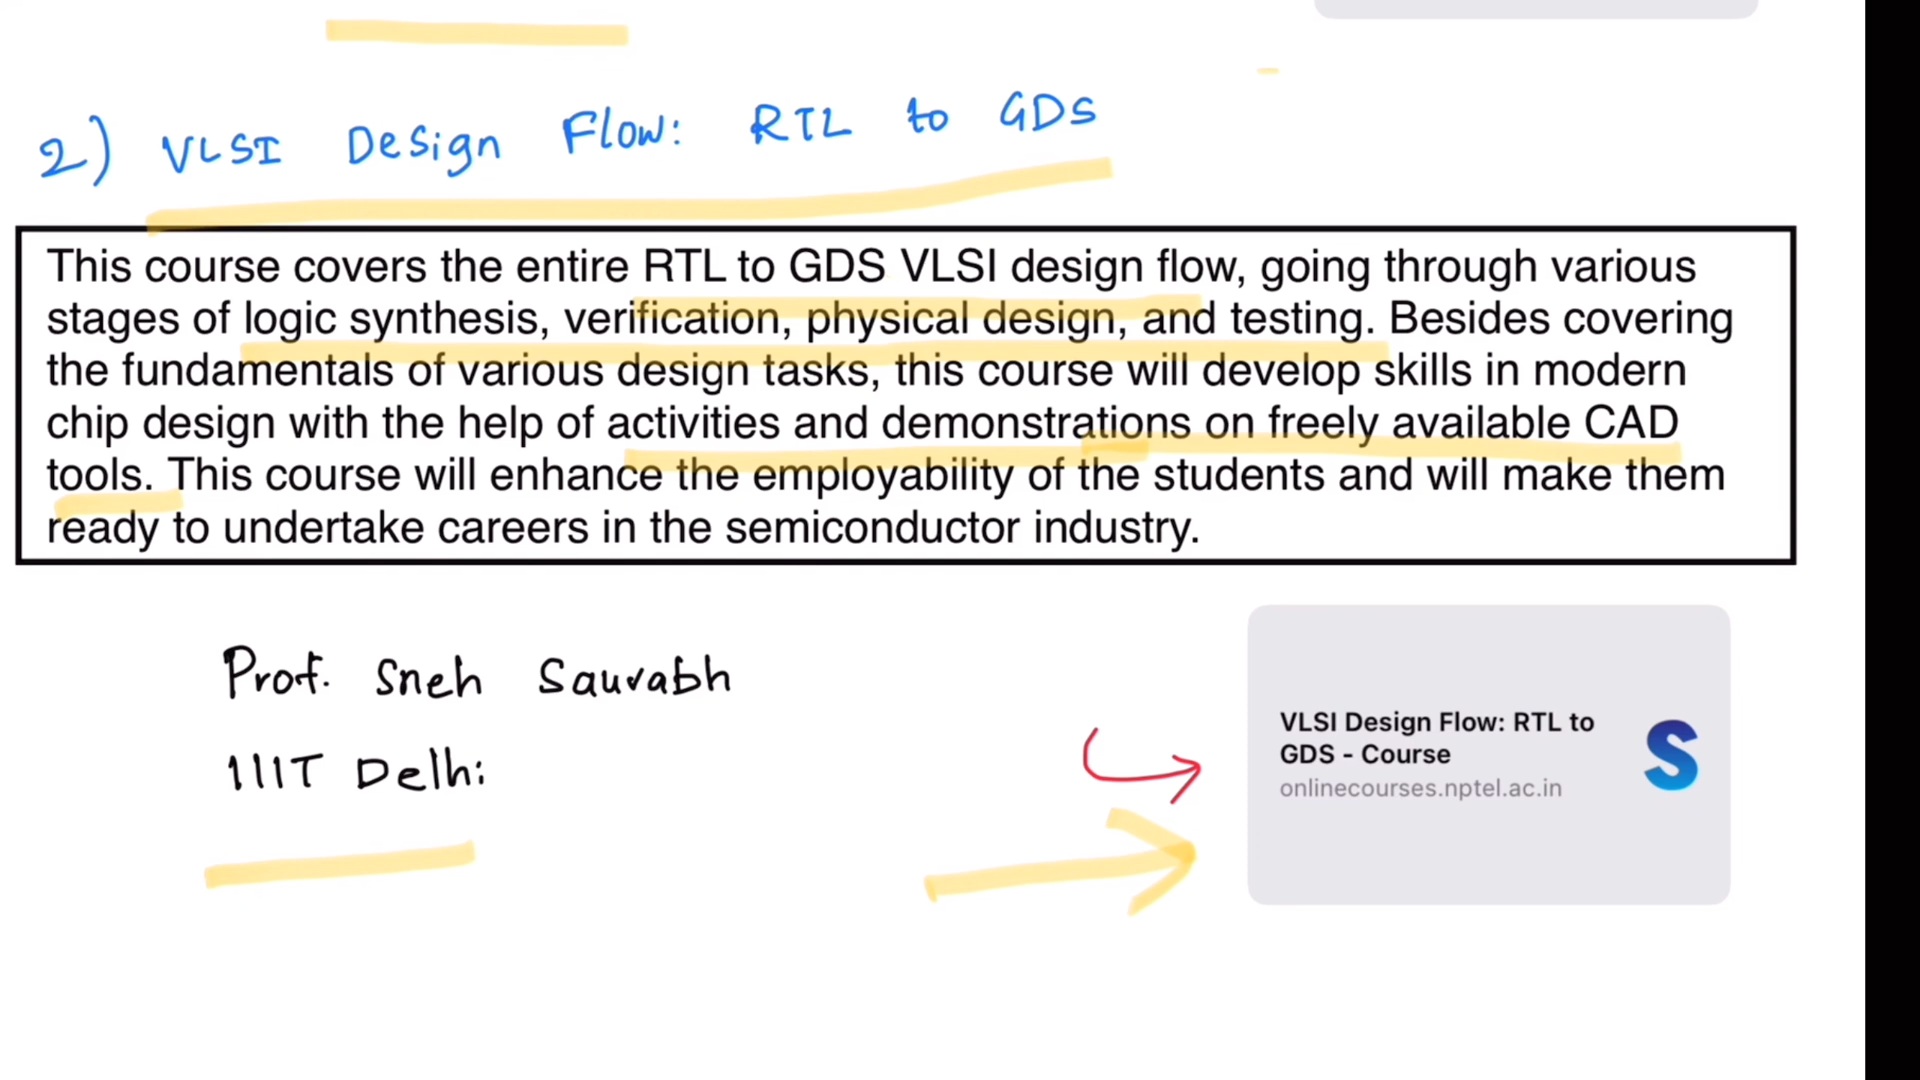 2) VLSI Design Flow: RTL to GDS
This course covers the entire RTL to GDS VLSI design flow, going through various
stages of logic synthesis, verification, physical design, and testing. Besides covering
the fundamentals of various design tasks, this course will develop skills in modern
chip design with the help of activities and demonstrations on freely available CAD
tools. This course will enhance the employability of the students and will make them
ready to undertake careers in the semiconductor industry.
Prof. Sneh Saurabh
IIIT Delhi
VLSI Design Flow: RTL to
GDS - Course
onlinecourses.nptel.ac.in